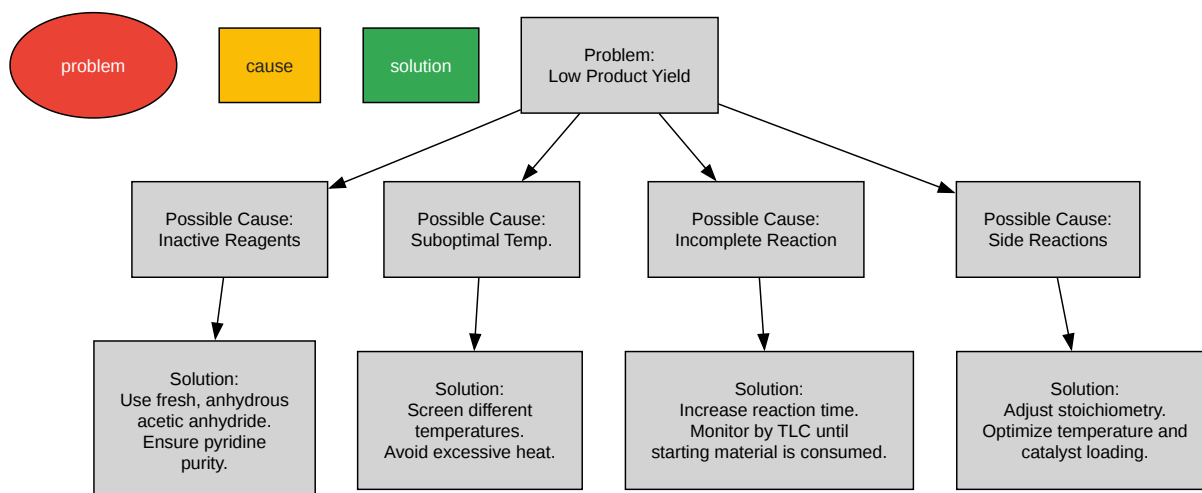 problem
cause
solution
Problem:
Low Product Yield
Possible Cause:
Inactive Reagents
Possible Cause:
Suboptimal Temp.
Possible Cause:
Incomplete Reaction
Possible Cause:
Side Reactions
Solution:
Use fresh, anhydrous
acetic anhydride.
Ensure pyridine
purity.
Solution:
Screen different
temperatures.
Avoid excessive heat.
Solution:
Increase reaction time.
Monitor by TLC until
starting material is consumed.
Solution:
Adjust stoichiometry.
Optimize temperature and
catalyst loading.